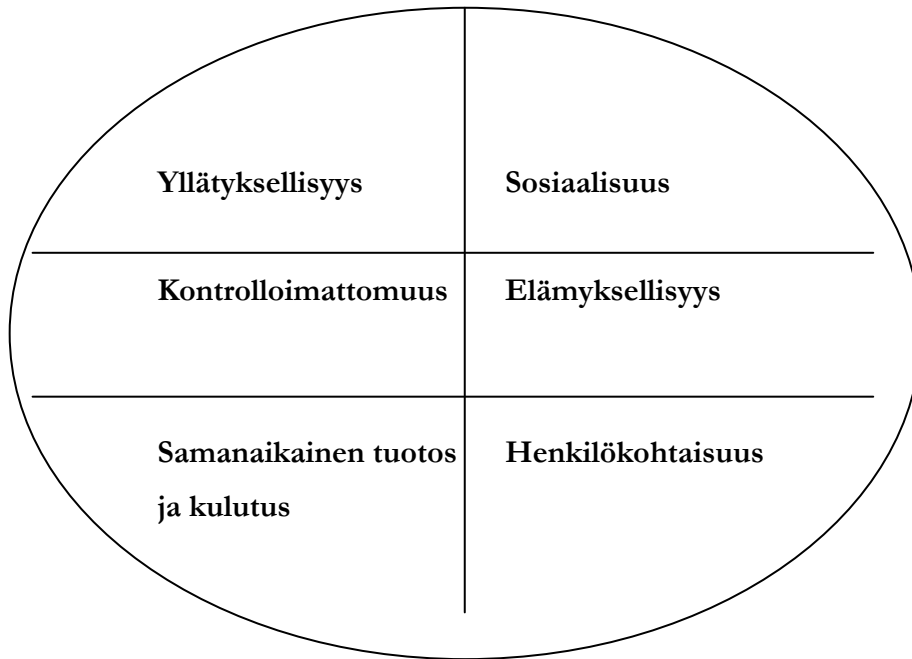 Yllätyksellisyys
Sosiaalisuus
Kontrolloimattomuus
Elämyksellisyys
Samanaikainen tuotos
ja kulutus
Henkilökohtaisuus